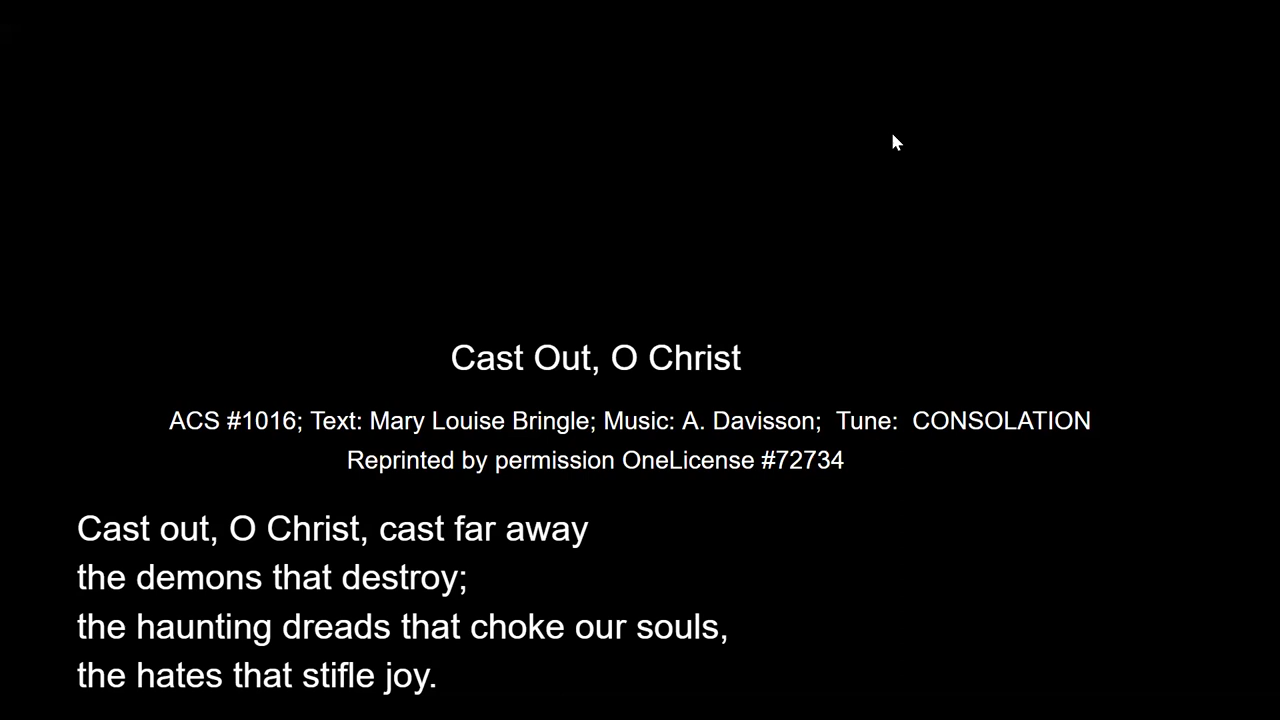 Cast Out, O Christ
ACS #1016; Text: Mary Louise Bringle; Music: A. Davisson;  Tune:  CONSOLATION
Reprinted by permission OneLicense #72734
Cast out, O Christ, cast far away
the demons that destroy;
the haunting dreads that choke our souls,
the hates that stifle joy.